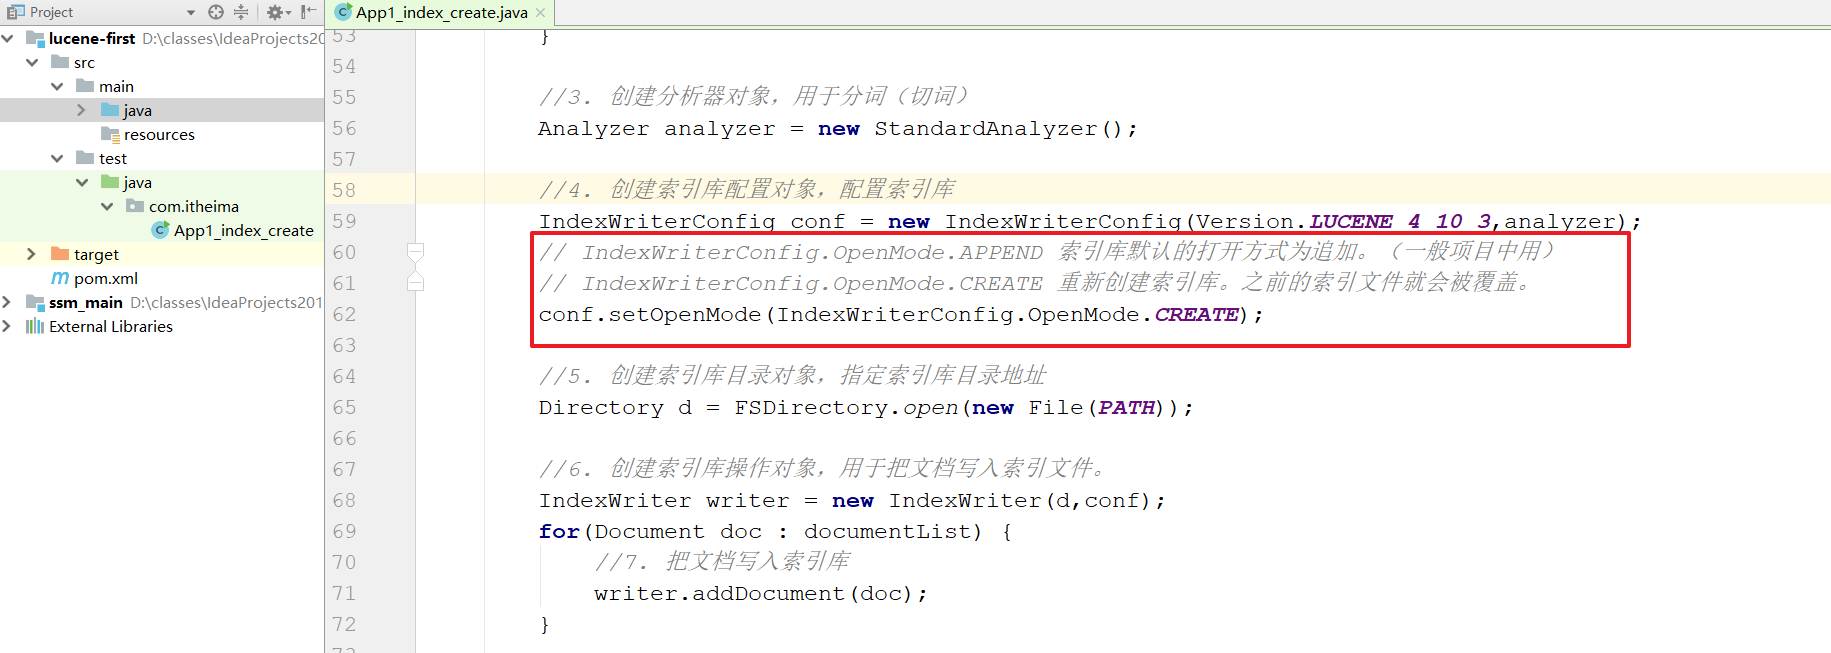 Project
lucene-first D:\classes\IdeaProjects20
src
main
java
resources
test
java
com.itheima
App1_index_create
target
pom.xml
ssm_main D:\classes\IdeaProjects201
External Libraries
App1_index_create.java
53 }
54
55 //3. 创建分析器对象，用于分词（切词）
56 Analyzer analyzer = new StandardAnalyzer();
57
58 //4. 创建索引库配置对象，配置索引库
59 IndexWriterConfig conf = new IndexWriterConfig(Version.LUCENE_4_10_3,analyzer);
60 // IndexWriterConfig.OpenMode.APPEND 索引库默认的打开方式为追加。（一般项目中用）
61 // IndexWriterConfig.OpenMode.CREATE 重新创建索引库。之前的索引文件就会被覆盖。
62 conf.setOpenMode(IndexWriterConfig.OpenMode.CREATE);
63
64 //5. 创建索引库目录对象，指定索引库目录地址
65 Directory d = FSDirectory.open(new File(PATH));
66
67 //6. 创建索引库操作对象，用于把文档写入索引文件。
68 IndexWriter writer = new IndexWriter(d,conf);
69 for(Document doc : documentList) {
70 //7. 把文档写入索引库
71 writer.addDocument(doc);
72 }